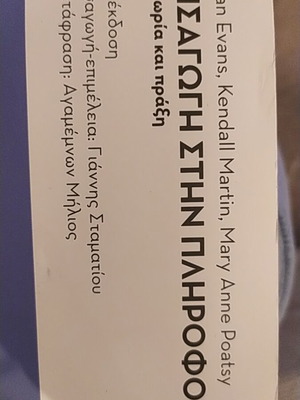 an Evans, Kendall Martin, Mary Anne Poatsy
ΙΣΑΓΩΓΗ ΣΤΗΝ ΠΛΗΡΟΦΟ
ωρία και πράξη
έκδοση
αγωγή-επιμέλεια: Γιάννης Σταματίου
τάφραση: Αγαμέμνων Μήλιος